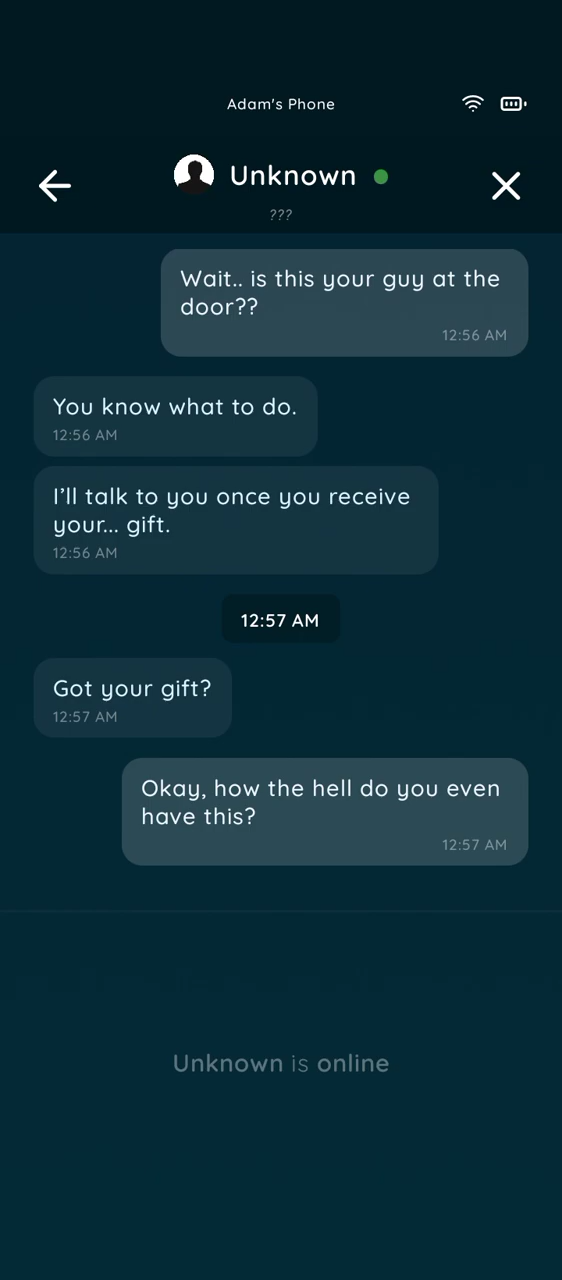 Adam's Phone
Unknown
???
Wait.. is this your guy at the
door??
12:56 AM
You know what to do.
12:56 AM
I’ll talk to you once you receive
your... gift.
12:56 AM
12:57 AM
Got your gift?
12:57 AM
Okay, how the hell do you even
have this?
12:57 AM
Unknown is online